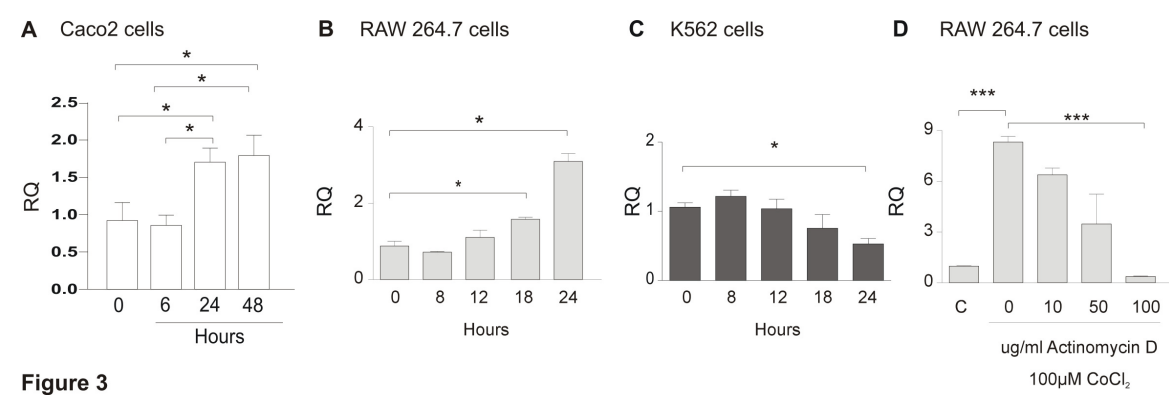 A Caco2 cells
*
*
*
*
2.5
2.0
1.5
1.0
0.5
0.0
RQ
0 6 24 48
Hours
B RAW 264.7 cells
*
*
4
2
0
RQ
0 8 12 18 24
Hours
C K562 cells
*
2
1
0
RQ
0 8 12 18 24
Hours
D RAW 264.7 cells
***
***
9
6
3
0
RQ
C 0 10 50 100
ug/ml Actinomycin D
100µM CoCl₂
Figure 3